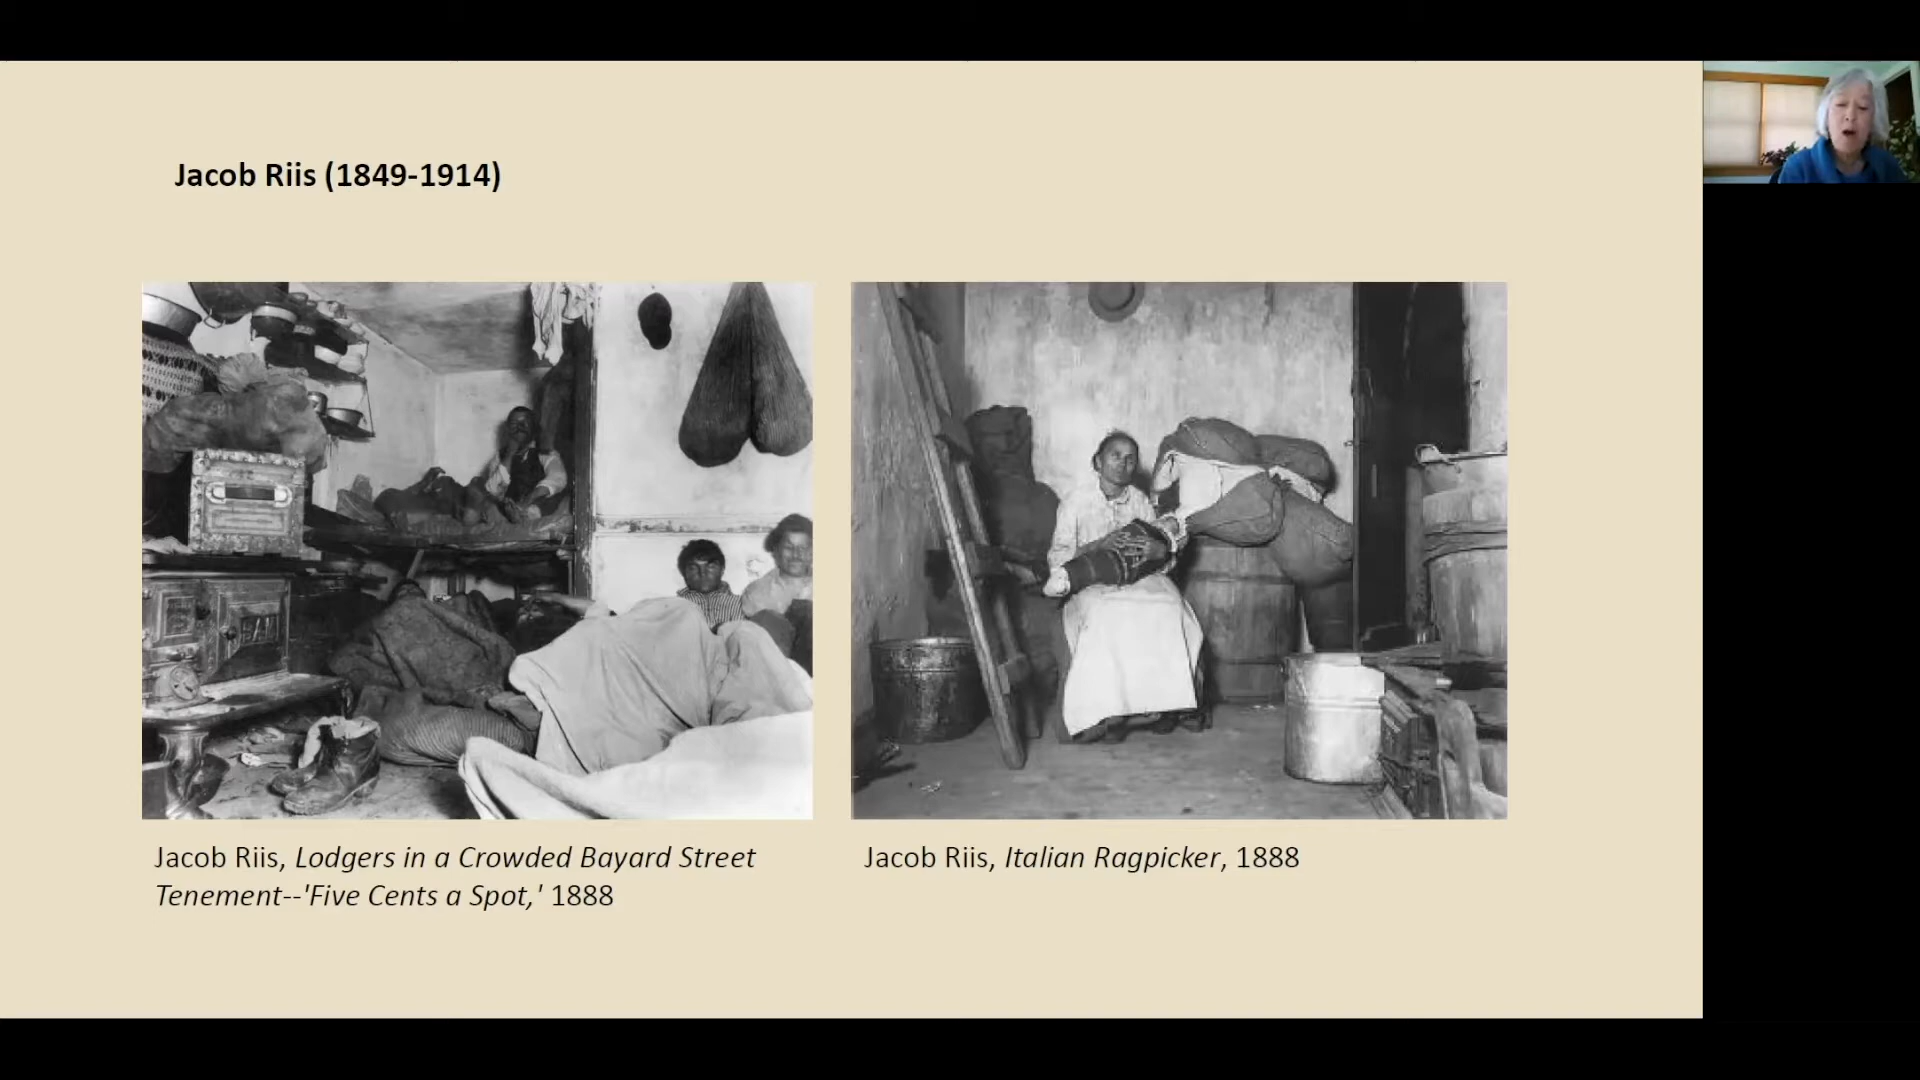 Jacob Riis (1849-1914)
Jacob Riis, Lodgers in a Crowded Bayard Street
Tenement--'Five Cents a Spot,' 1888
Jacob Riis, Italian Ragpicker, 1888